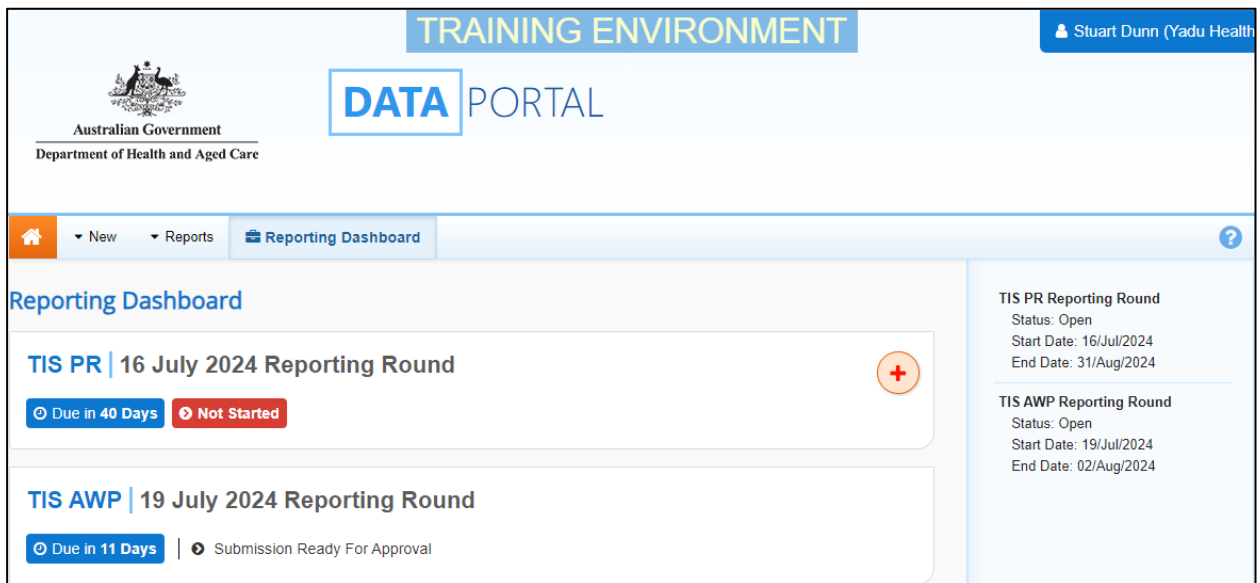 TRAINING ENVIRONMENT
Stuart Dunn (Yadu Health
DATA PORTAL
Australian Government
Department of Health and Aged Care
New Reports Reporting Dashboard ?
Reporting Dashboard
TIS PR | 16 July 2024 Reporting Round
Due in 40 Days Not Started
TIS AWP | 19 July 2024 Reporting Round
Due in 11 Days | Submission Ready For Approval
TIS PR Reporting Round
Status: Open
Start Date: 16/Jul/2024
End Date: 31/Aug/2024
TIS AWP Reporting Round
Status: Open
Start Date: 19/Jul/2024
End Date: 02/Aug/2024